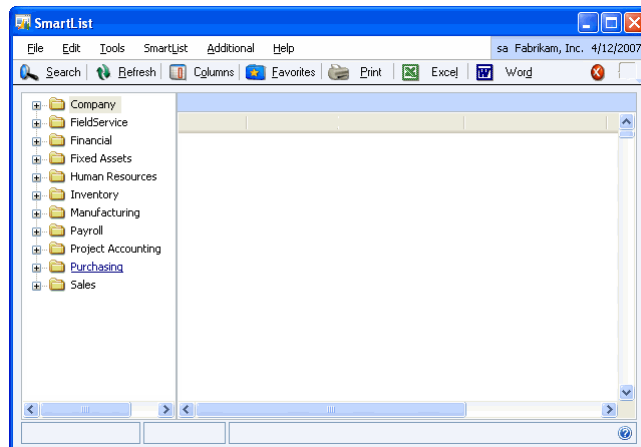 SmartList
File Edit Tools SmartList Additional Help sa Fabrikam, Inc. 4/12/2007
Search Refresh Columns Favorites Print Excel Word
Company
FieldService
Financial
Fixed Assets
Human Resources
Inventory
Manufacturing
Payroll
Project Accounting
Purchasing
Sales